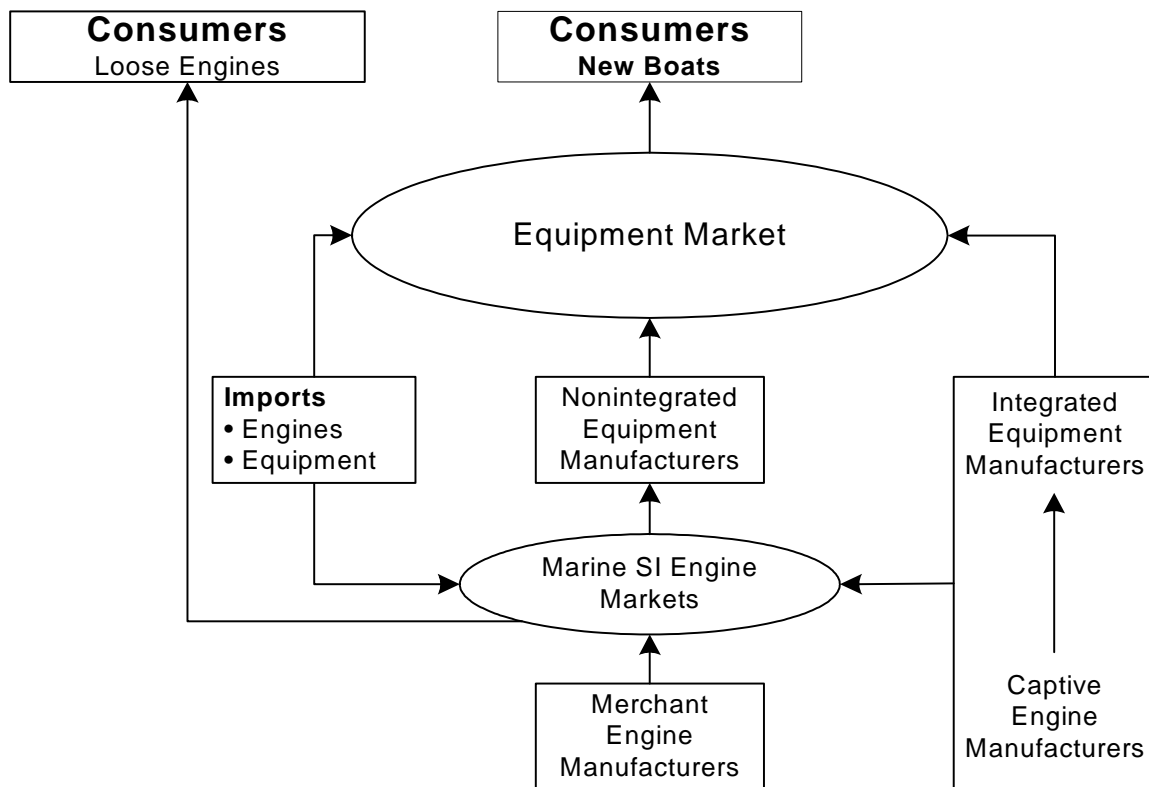 Consumers
Loose Engines
Consumers
New Boats
Equipment Market
Imports
• Engines
• Equipment
Nonintegrated
Equipment
Manufacturers
Integrated
Equipment
Manufacturers
Marine SI Engine
Markets
Merchant
Engine
Manufacturers
Captive
Engine
Manufacturers